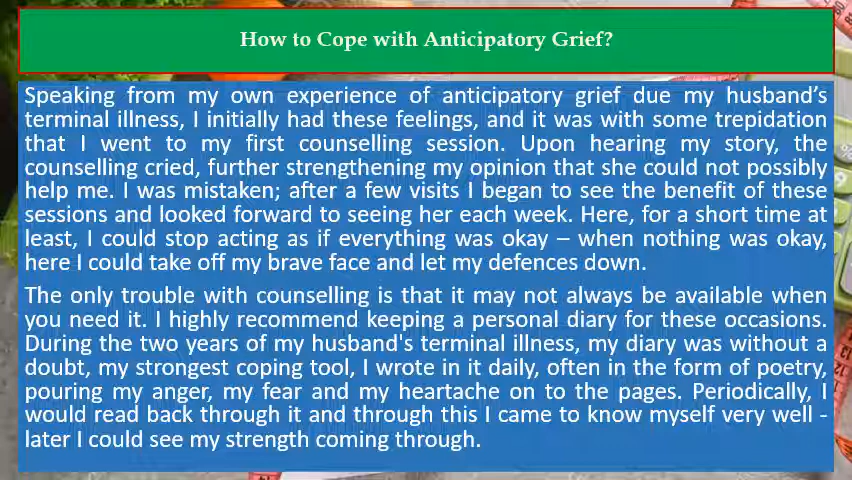 How to Cope with Anticipatory Grief?
Speaking from my own experience of anticipatory grief due my husband's
terminal illness, I initially had these feelings, and it was with some trepidation
that I went to my first counselling session. Upon hearing my story, the
counselling cried, further strengthening my opinion that she could not possibly
help me. I was mistaken; after a few visits I began to see the benefit of these
sessions and looked forward to seeing her each week. Here, for a short time at
least, I could stop acting as if everything was okay – when nothing was okay,
here I could take off my brave face and let my defences down.
The only trouble with counselling is that it may not always be available when
you need it. I highly recommend keeping a personal diary for these occasions.
During the two years of my husband's terminal illness, my diary was without a
doubt, my strongest coping tool, I wrote in it daily, often in the form of poetry,
pouring my anger, my fear and my heartache on to the pages. Periodically, I
would read back through it and through this I came to know myself very well -
later I could see my strength coming through.